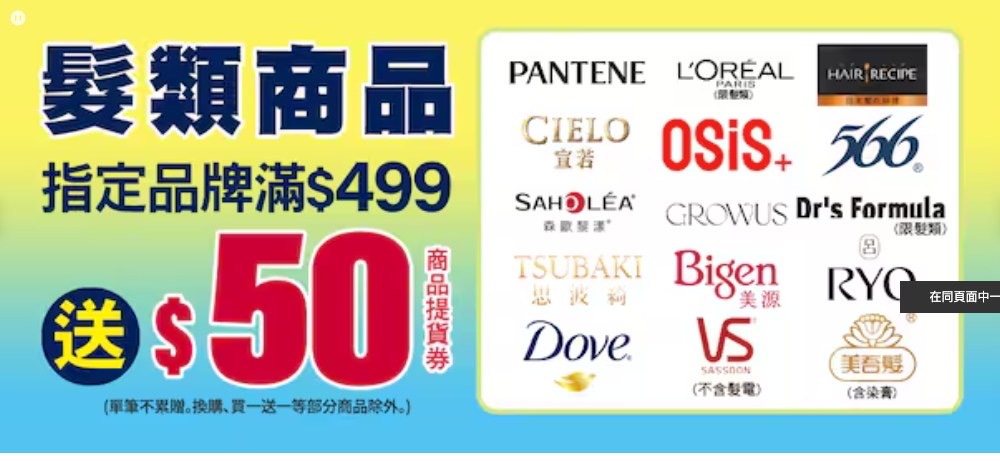 髮類商品
指定品牌滿$499
送$50
商品提貨券
(單筆不累贈。換購、買一送一等部分商品除外。)
PANTENE
L'ORÉAL
PARIS
(限髮類)
HAIR RECIPE
CIELO
宣若
OSiS+
566®
SAHOLÉA®
森歐黎漾®
GROWUS
Dr's Formula
(限髮類)
TSUBAKI
思波綺
Bigen
美源
呂
RYO
在同頁面中一
Dove
VS
SASSOON
(不含髮電)
美吾髮®
(含染膏)